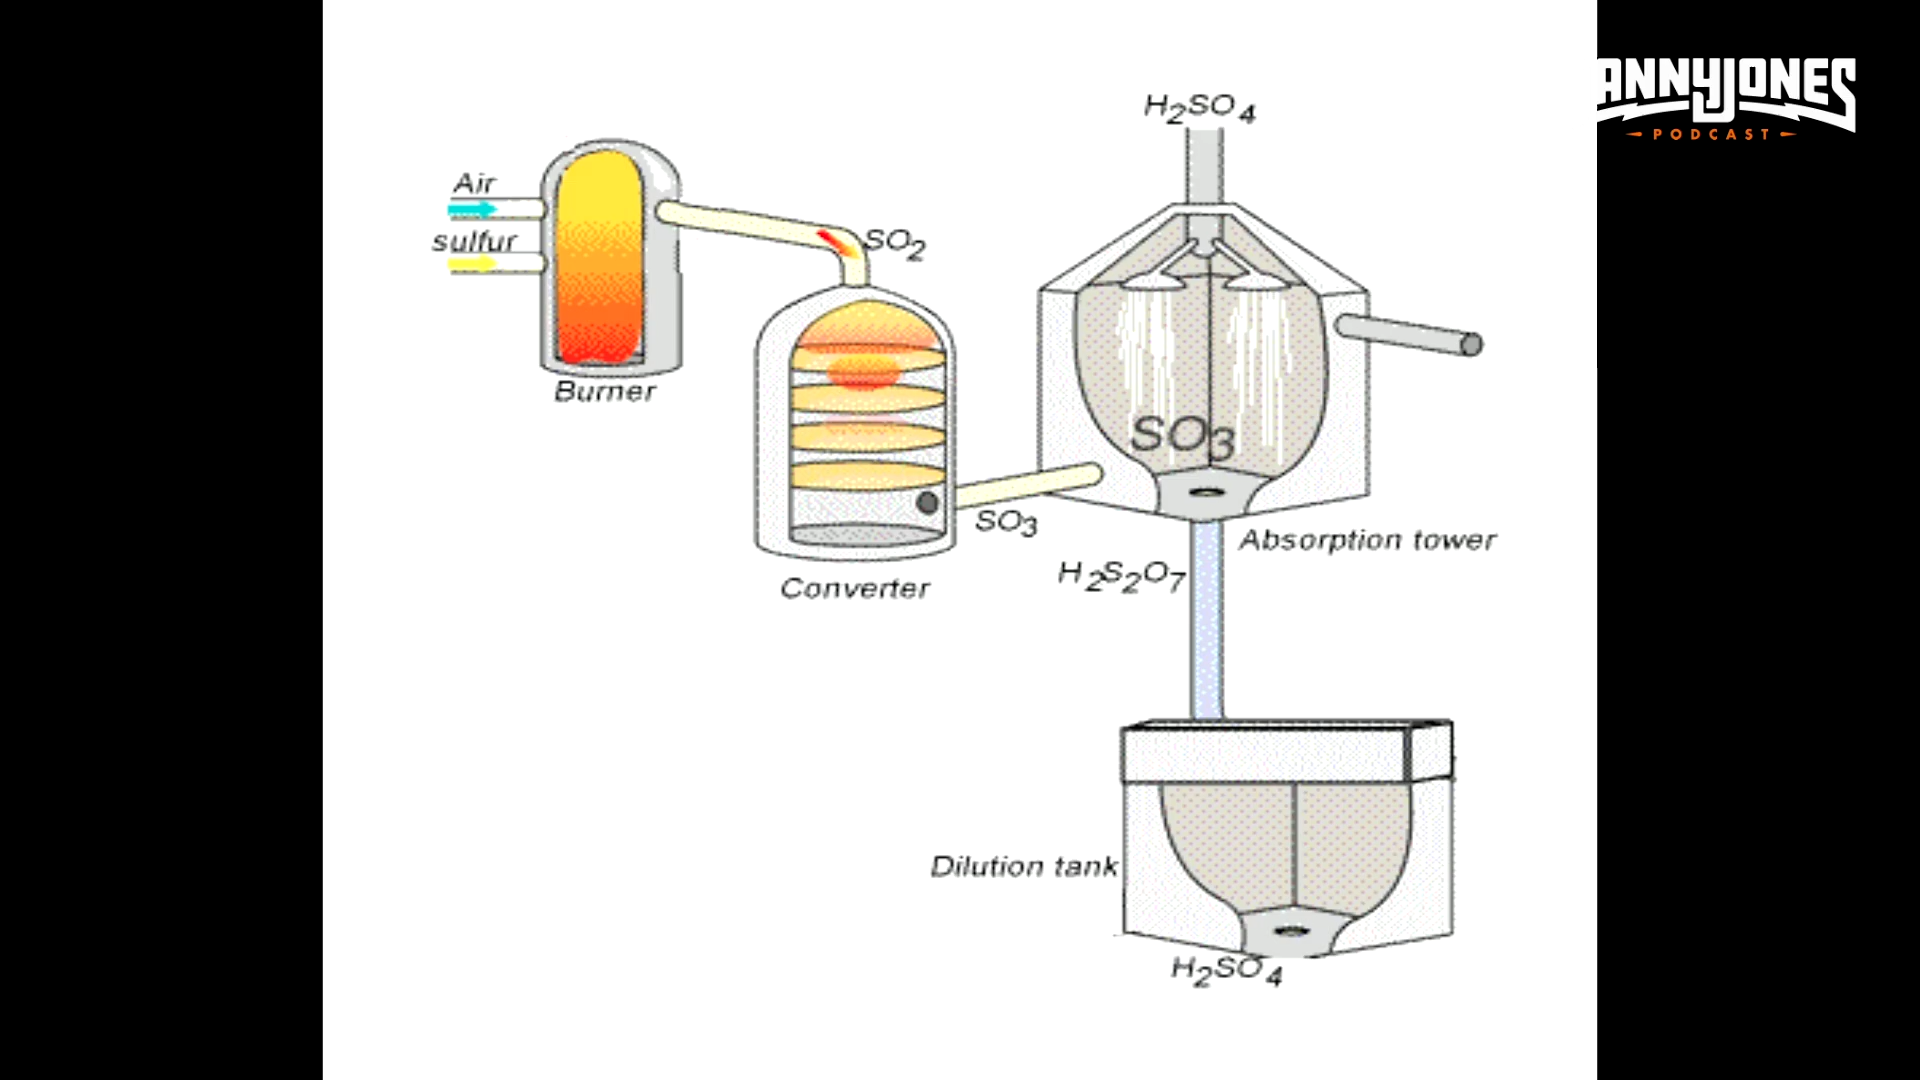 ANNYJONES
PODCAST
H2SO4
Air
sulfur
SO2
Burner
SO3
SO3
Absorption tower
H2S2O7
Converter
Dilution tank
H2SO4